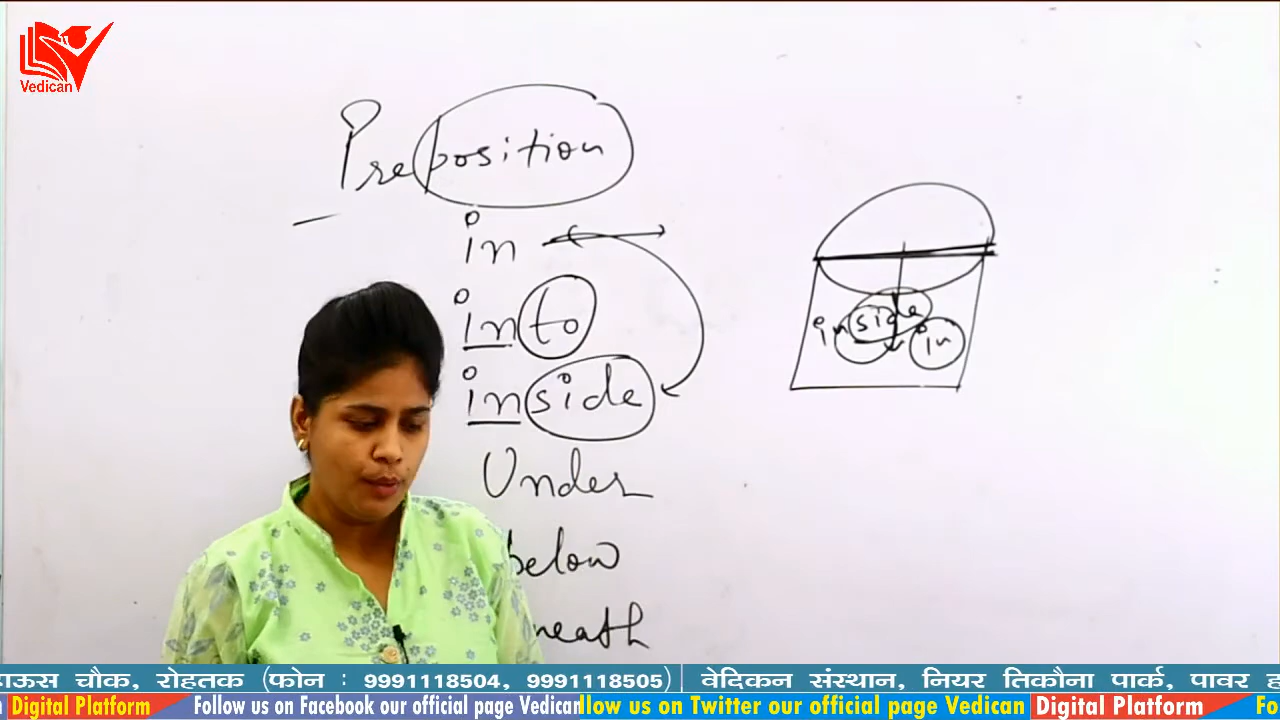 Vedican
Preposition
in
into
inside
Under
below
neath
inside
in
हाऊस चौक, रोहतक (फोन : 9991118504, 9991118505) | वेदिकन संस्थान, नियर तिकौना पार्क, पावर ह
Digital Platform Follow us on Facebook our official page Vedican llow us on Twitter our official page Vedican Digital Platform Fo